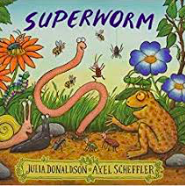 SUPERWORM
JULIA DONALDSON • AXEL SCHEFFLER